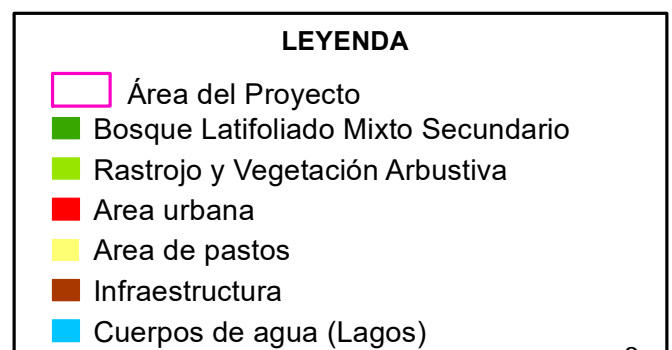 LEYENDA
Área del Proyecto
Bosque Latifoliado Mixto Secundario
Rastrojo y Vegetación Arbustiva
Area urbana
Area de pastos
Infraestructura
Cuerpos de agua (Lagos)